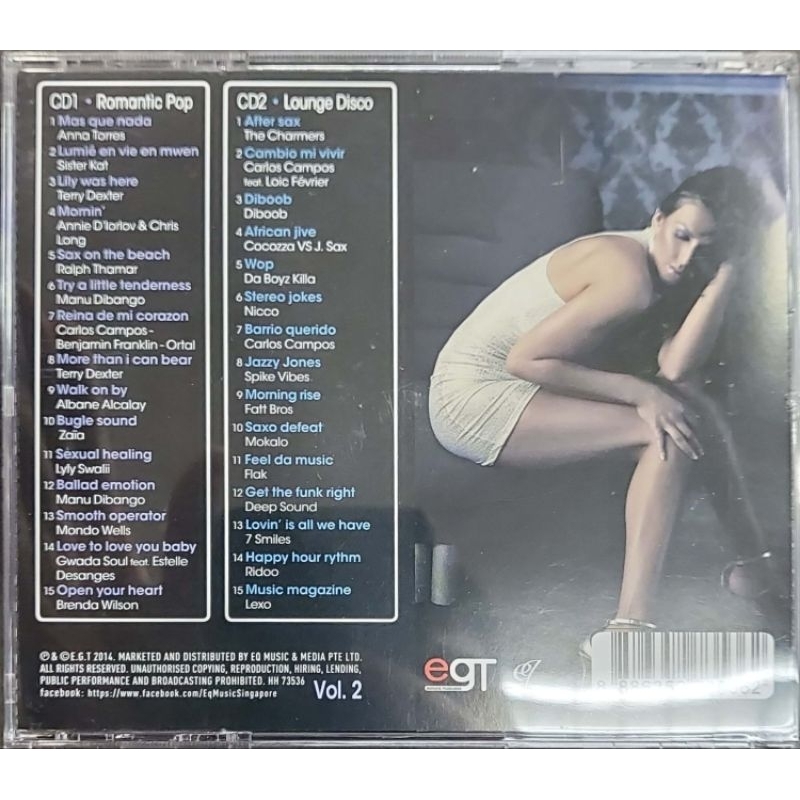 CD1 • Romantic Pop
1 Mas que nada
Anna Torres
2 Lumié en vie en mwen
Sister Kat
3 Lily was here
Terry Dexter
4 Mornin'
Annie D'lorlov & Chris
Long
5 Sax on the beach
Ralph Thamar
6 Try a little tenderness
Manu Dibango
7 Reina de mi corazon
Carlos Campos -
Benjamin Franklin - Ortal
8 More than i can bear
Terry Dexter
9 Walk on by
Albane Alcalay
10 Bugle sound
Zaïa
11 Sexual healing
Lyly Swalii
12 Ballad emotion
Manu Dibango
13 Smooth operator
Mondo Wells
14 Love to love you baby
Gwada Soul feat. Estelle
Desanges
15 Open your heart
Brenda Wilson
CD2 • Lounge Disco
1 After sax
The Charmers
2 Cambio mi vivir
Carlos Campos
feat. Loic Février
3 Diboob
Diboob
4 African jive
Cocozza VS J. Sax
5 Wop
Da Boyz Killa
6 Stereo jokes
Nicco
7 Barrio querido
Carlos Campos
8 Jazzy Jones
Spike Vibes
9 Morning rise
Fatt Bros
10 Saxo defeat
Mokalo
11 Feel da music
Flak
12 Get the funk right
Deep Sound
13 Lovin' is all we have
7 Smiles
14 Happy hour rythm
Ridoo
15 Music magazine
Lexo
℗ & © E.G.T 2014. MARKETED AND DISTRIBUTED BY EQ MUSIC & MEDIA PTE LTD.
ALL RIGHTS RESERVED. UNAUTHORISED COPYING, REPRODUCTION, HIRING, LENDING,
PUBLIC PERFORMANCE AND BROADCASTING PROHIBITED. HH 73536
facebook: https://www.facebook.com/EqMusicSingapore
Vol. 2
egt